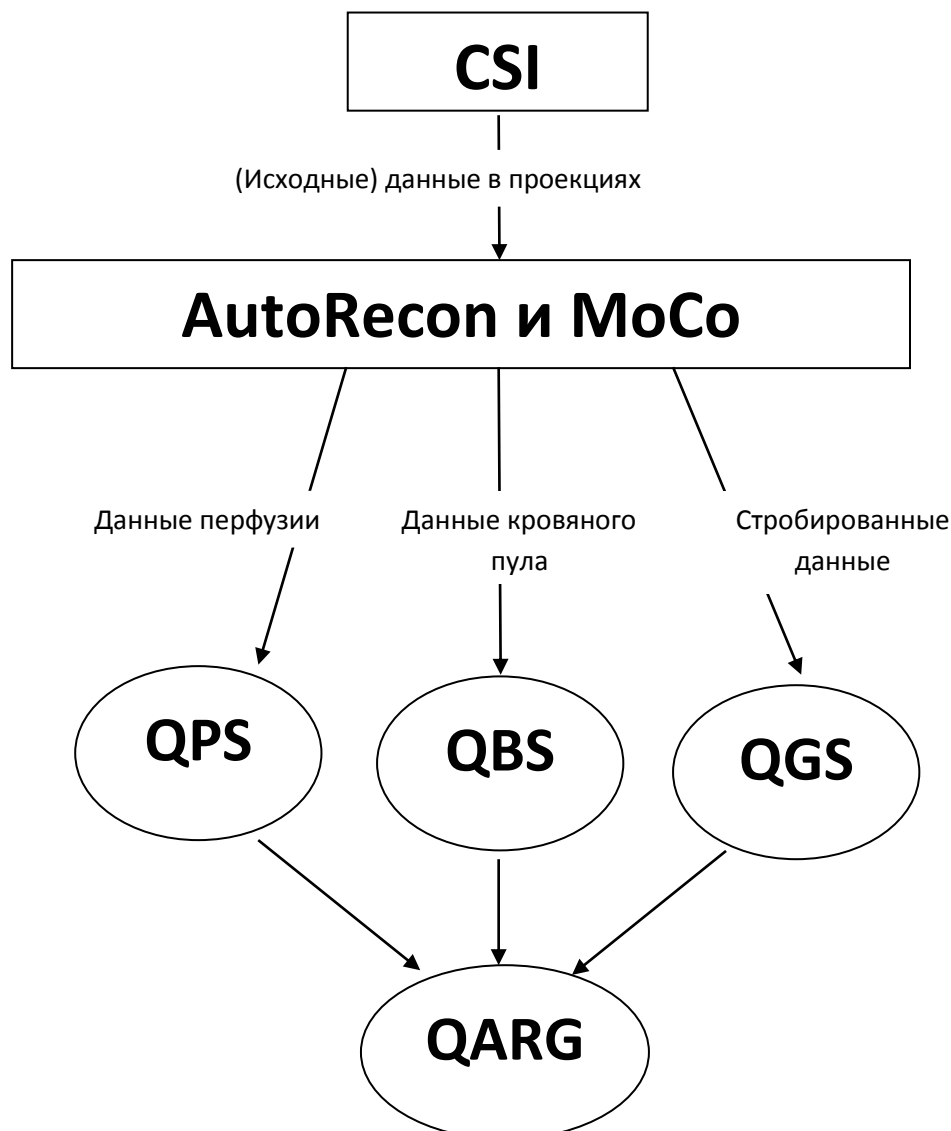 CSI
(Исходные) данные в проекциях
AutoRecon и MoCo
Данные перфузии
Данные кровяного
пула
Стробированные
данные
QPS
QBS
QGS
QARG